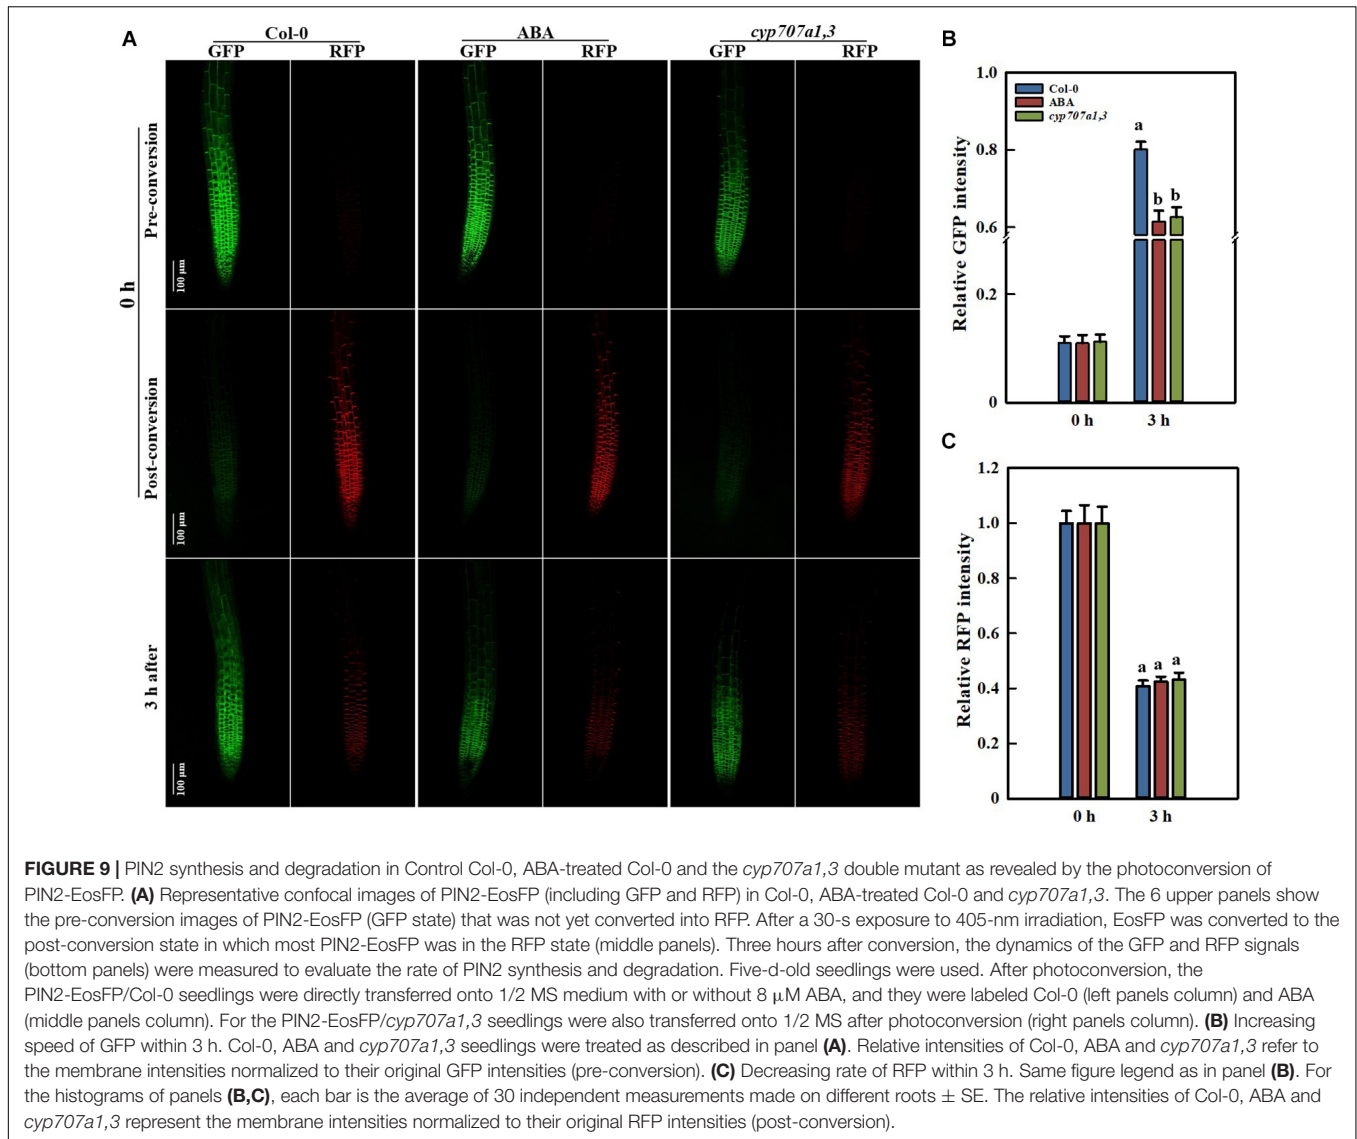 A
Col-0 ABA cyp707a1,3
GFP RFP GFP RFP GFP RFP
0 h
Pre-conversion
100 µm
Post-conversion
100 µm
3 h after
100 µm
B
Relative GFP intensity
1.0
0.8
0.6
0.2
0
Col-0
ABA
cyp707a1,3
a
b b
0 h 3 h
C
Relative RFP intensity
1.2
1.0
0.8
0.6
0.4
0.2
0
a a a
0 h 3 h
FIGURE 9 | PIN2 synthesis and degradation in Control Col-0, ABA-treated Col-0 and the cyp707a1,3 double mutant as revealed by the photoconversion of
PIN2-EosFP. (A) Representative confocal images of PIN2-EosFP (including GFP and RFP) in Col-0, ABA-treated Col-0 and cyp707a1,3. The 6 upper panels show
the pre-conversion images of PIN2-EosFP (GFP state) that was not yet converted into RFP. After a 30-s exposure to 405-nm irradiation, EosFP was converted to the
post-conversion state in which most PIN2-EosFP was in the RFP state (middle panels). Three hours after conversion, the dynamics of the GFP and RFP signals
(bottom panels) were measured to evaluate the rate of PIN2 synthesis and degradation. Five-d-old seedlings were used. After photoconversion, the
PIN2-EosFP/Col-0 seedlings were directly transferred onto 1/2 MS medium with or without 8 µM ABA, and they were labeled Col-0 (left panels column) and ABA
(middle panels column). For the PIN2-EosFP/cyp707a1,3 seedlings were also transferred onto 1/2 MS after photoconversion (right panels column). (B) Increasing
speed of GFP within 3 h. Col-0, ABA and cyp707a1,3 seedlings were treated as described in panel (A). Relative intensities of Col-0, ABA and cyp707a1,3 refer to
the membrane intensities normalized to their original GFP intensities (pre-conversion). (C) Decreasing rate of RFP within 3 h. Same figure legend as in panel (B). For
the histograms of panels (B,C), each bar is the average of 30 independent measurements made on different roots ± SE. The relative intensities of Col-0, ABA and
cyp707a1,3 represent the membrane intensities normalized to their original RFP intensities (post-conversion).